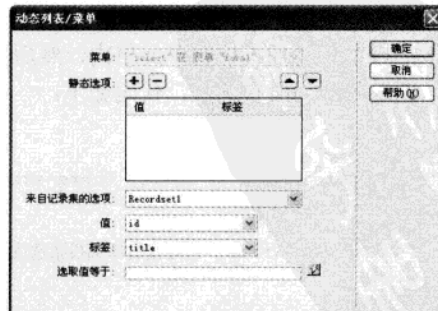 动态列表/菜单
菜单: "select" 在 表单 "form1"
确定
取消
静态选项:
帮助(H)
值 标签
来自记录集的选项: Recordset1
值: id
标签: title
选取值等于: